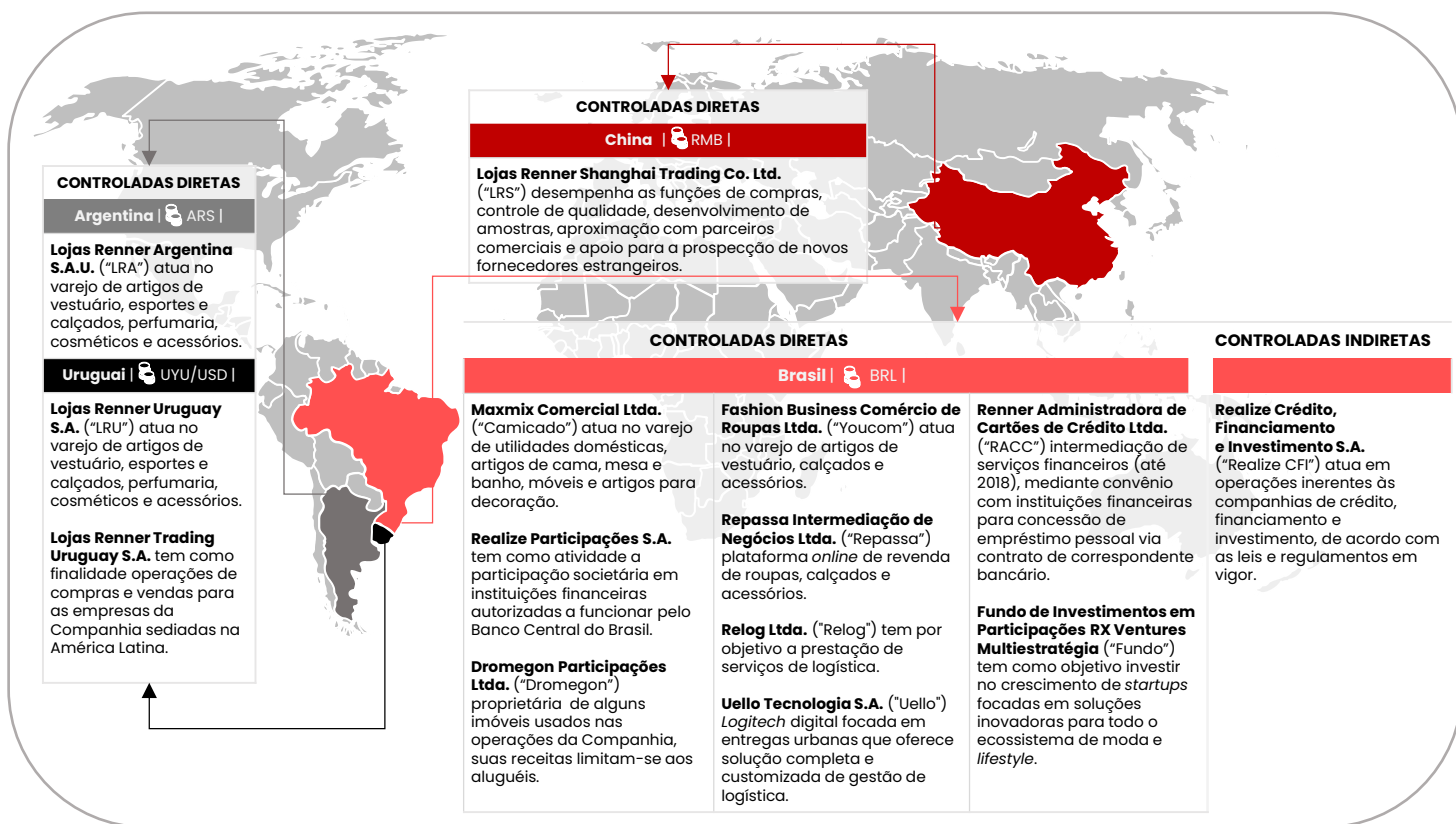 CONTROLADAS DIRETAS
China | RMB |
Lojas Renner Shanghai Trading Co. Ltd.
(“LRS”) desempenha as funções de compras,
controle de qualidade, desenvolvimento de
amostras, aproximação com parceiros
comerciais e apoio para a prospecção de novos
fornecedores estrangeiros.
CONTROLADAS DIRETAS
Argentina | ARS |
Lojas Renner Argentina
S.A.U. (“LRA”) atua no
varejo de artigos de
vestuário, esportes e
calçados, perfumaria,
cosméticos e acessórios.
Uruguai | UYU/USD |
Lojas Renner Uruguay
S.A. (“LRU”) atua no
varejo de artigos de
vestuário, esportes e
calçados, perfumaria,
cosméticos e acessórios.
Lojas Renner Trading
Uruguay S.A. tem como
finalidade operações de
compras e vendas para
as empresas da
Companhia sediadas na
América Latina.
CONTROLADAS DIRETAS
Brasil | BRL |
Maxmix Comercial Ltda.
(“Camicado”) atua no varejo
de utilidades domésticas,
artigos de cama, mesa e
banho, móveis e artigos para
decoração.
Realize Participações S.A.
tem como atividade a
participação societária em
instituições financeiras
autorizadas a funcionar pelo
Banco Central do Brasil.
Dromegon Participações
Ltda. (“Dromegon”)
proprietária de alguns
imóveis usados nas
operações da Companhia,
suas receitas limitam-se aos
aluguéis.
Fashion Business Comércio de
Roupas Ltda. (“Youcom”) atua
no varejo de artigos de
vestuário, calçados e
acessórios.
Repassa Intermediação de
Negócios Ltda. (“Repassa”)
plataforma online de revenda
de roupas, calçados e
acessórios.
Relog Ltda. ("Relog") tem por
objetivo a prestação de
serviços de logística.
Uello Tecnologia S.A. ("Uello")
Logitech digital focada em
entregas urbanas que oferece
solução completa e
customizada de gestão de
logística.
Renner Administradora de
Cartões de Crédito Ltda.
(“RACC”) intermediação de
serviços financeiros (até
2018), mediante convênio
com instituições financeiras
para concessão de
empréstimo pessoal via
contrato de correspondente
bancário.
Fundo de Investimentos em
Participações RX Ventures
Multiestratégia (“Fundo”)
tem como objetivo investir
no crescimento de startups
focadas em soluções
inovadoras para todo o
ecossistema de moda e
lifestyle.
CONTROLADAS INDIRETAS
Realize Crédito,
Financiamento
e Investimento S.A.
(“Realize CFI”) atua em
operações inerentes às
companhias de crédito,
financiamento e
investimento, de acordo com
as leis e regulamentos em
vigor.